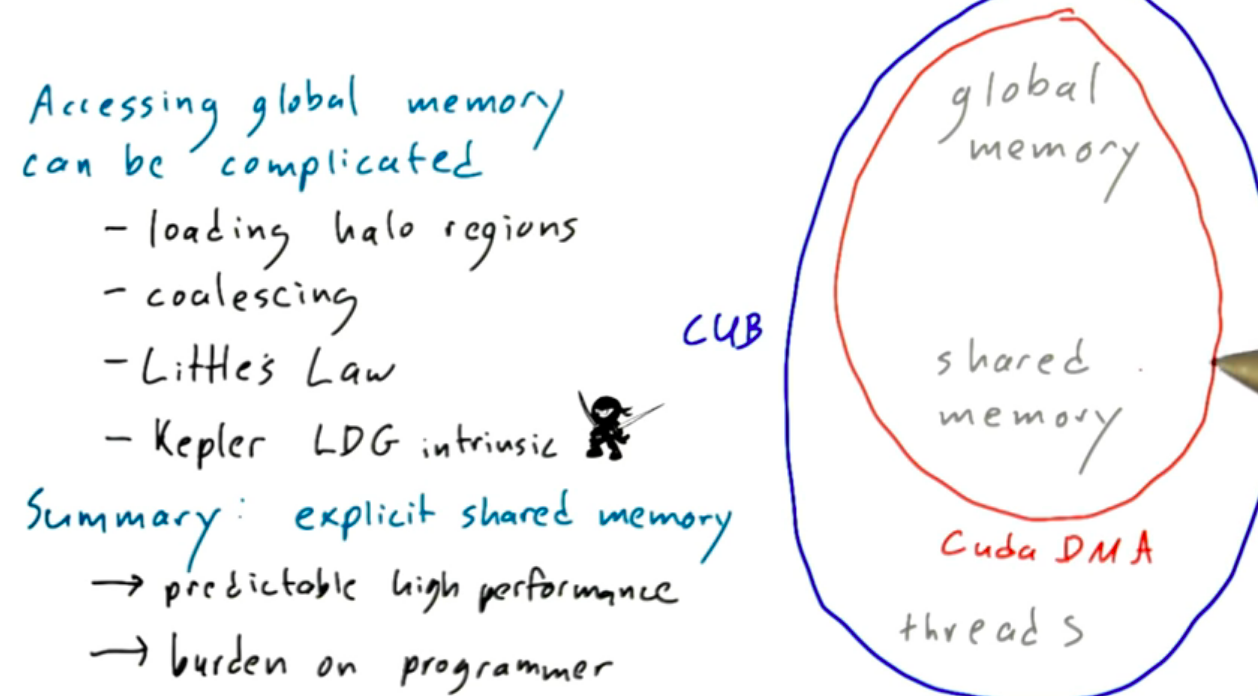 Accessing global memory
can be complicated
- loading halo regions
- coalescing
- Little's Law
- Kepler LDG intrinsic
Summary: explicit shared memory
→ predictable high performance
→ burden on programmer
CUB
global
memory
shared
memory
Cuda DMA
threads